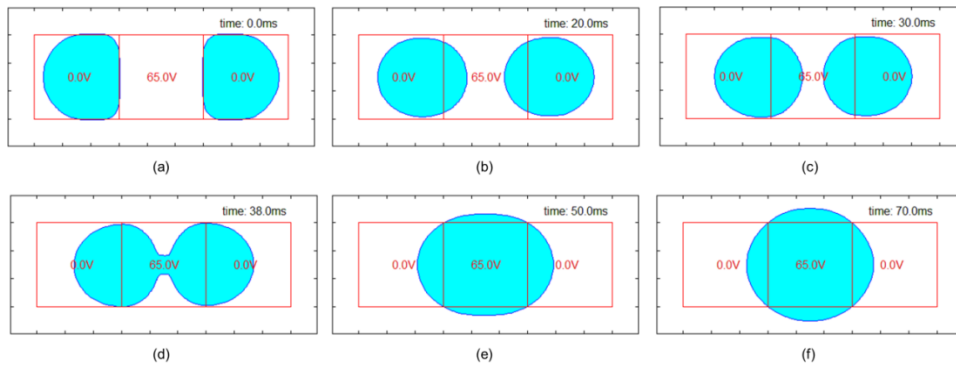 time: 0.0ms
0.0V 65.0V 0.0V
(a)
time: 20.0ms
0.0V 65.0V 0.0V
(b)
time: 30.0ms
0.0V 65.0V 0.0V
(c)
time: 38.0ms
0.0V 65.0V 0.0V
(d)
time: 50.0ms
0.0V 65.0V 0.0V
(e)
time: 70.0ms
0.0V 65.0V 0.0V
(f)